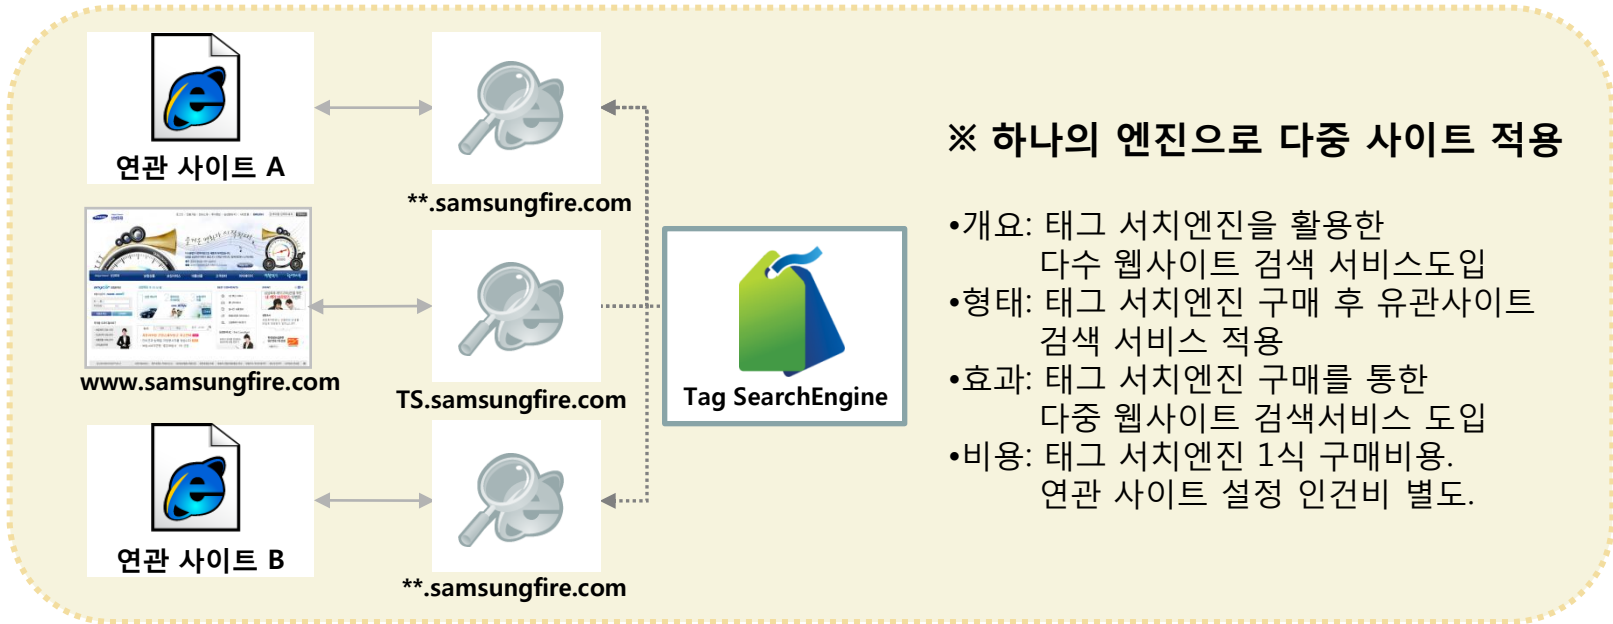 연관 사이트 A
**.samsungfire.com
www.samsungfire.com
TS.samsungfire.com
연관 사이트 B
**.samsungfire.com
Tag SearchEngine
※ 하나의 엔진으로 다중 사이트 적용
•개요: 태그 서치엔진을 활용한
다수 웹사이트 검색 서비스도입
•형태: 태그 서치엔진 구매 후 유관사이트
검색 서비스 적용
•효과: 태그 서치엔진 구매를 통한
다중 웹사이트 검색서비스 도입
•비용: 태그 서치엔진 1식 구매비용.
연관 사이트 설정 인건비 별도.